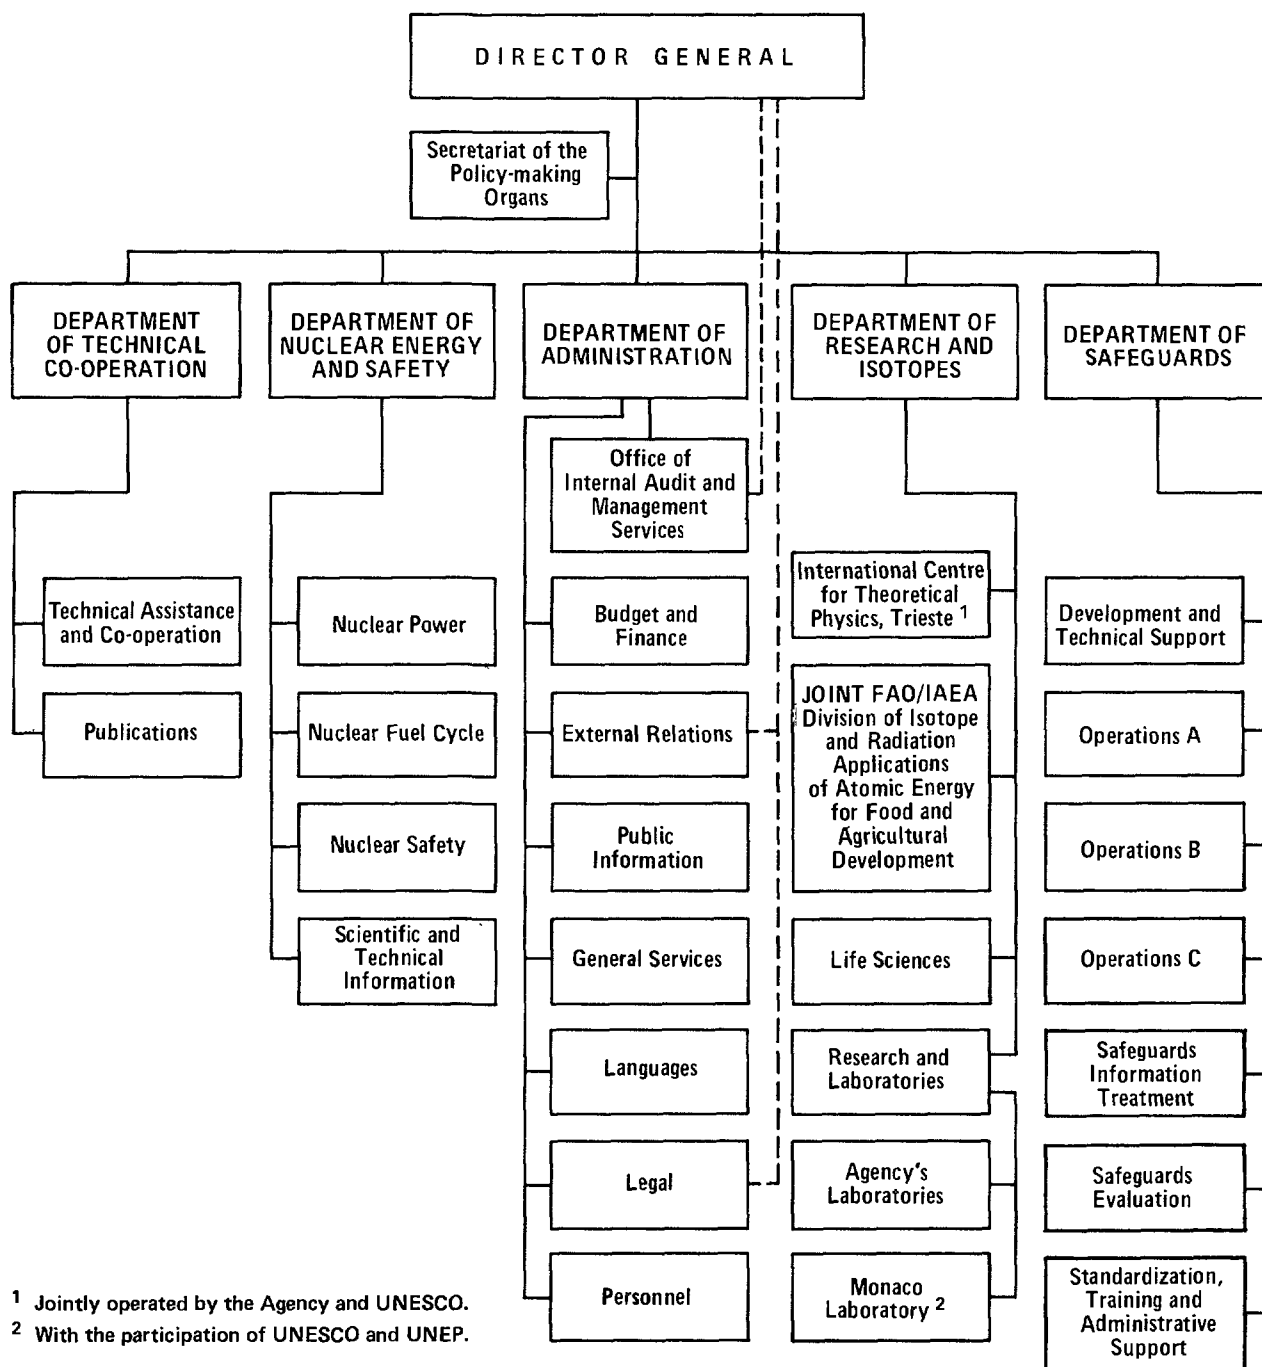 DIRECTOR GENERAL
Secretariat of the
Policy-making
Organs
DEPARTMENT
OF TECHNICAL
CO-OPERATION
DEPARTMENT OF
NUCLEAR ENERGY
AND SAFETY
DEPARTMENT OF
ADMINISTRATION
DEPARTMENT OF
RESEARCH AND
ISOTOPES
DEPARTMENT OF
SAFEGUARDS
Technical Assistance
and Co-operation
Publications
Nuclear Power
Nuclear Fuel Cycle
Nuclear Safety
Scientific and
Technical
Information
Office of
Internal Audit and
Management
Services
Budget and
Finance
External Relations
Public
Information
General Services
Languages
Legal
Personnel
International Centre
for Theoretical
Physics, Trieste 1
JOINT FAO/IAEA
Division of Isotope
and Radiation
Applications
of Atomic Energy
for Food and
Agricultural
Development
Life Sciences
Research and
Laboratories
Agency's
Laboratories
Monaco
Laboratory 2
Development and
Technical Support
Operations A
Operations B
Operations C
Safeguards
Information
Treatment
Safeguards
Evaluation
Standardization,
Training and
Administrative
Support
1 Jointly operated by the Agency and UNESCO.
2 With the participation of UNESCO and UNEP.